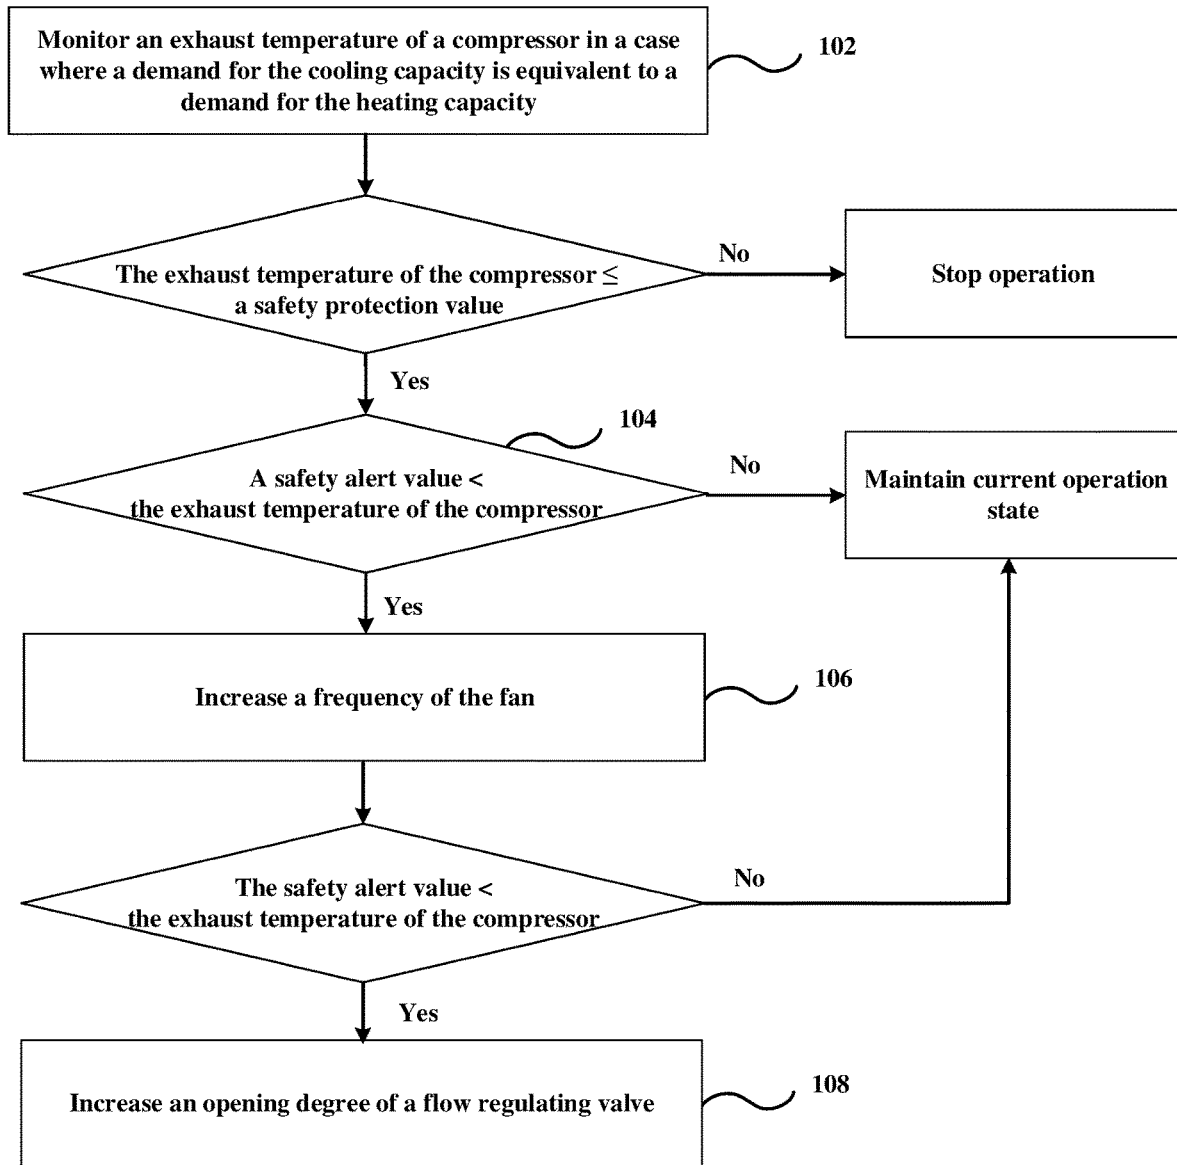 Monitor an exhaust temperature of a compressor in a case
where a demand for the cooling capacity is equivalent to a
demand for the heating capacity
102
The exhaust temperature of the compressor ≤
a safety protection value
No
Stop operation
Yes
104
A safety alert value <
the exhaust temperature of the compressor
No
Maintain current operation
state
Yes
Increase a frequency of the fan
106
The safety alert value <
the exhaust temperature of the compressor
No
Yes
Increase an opening degree of a flow regulating valve
108